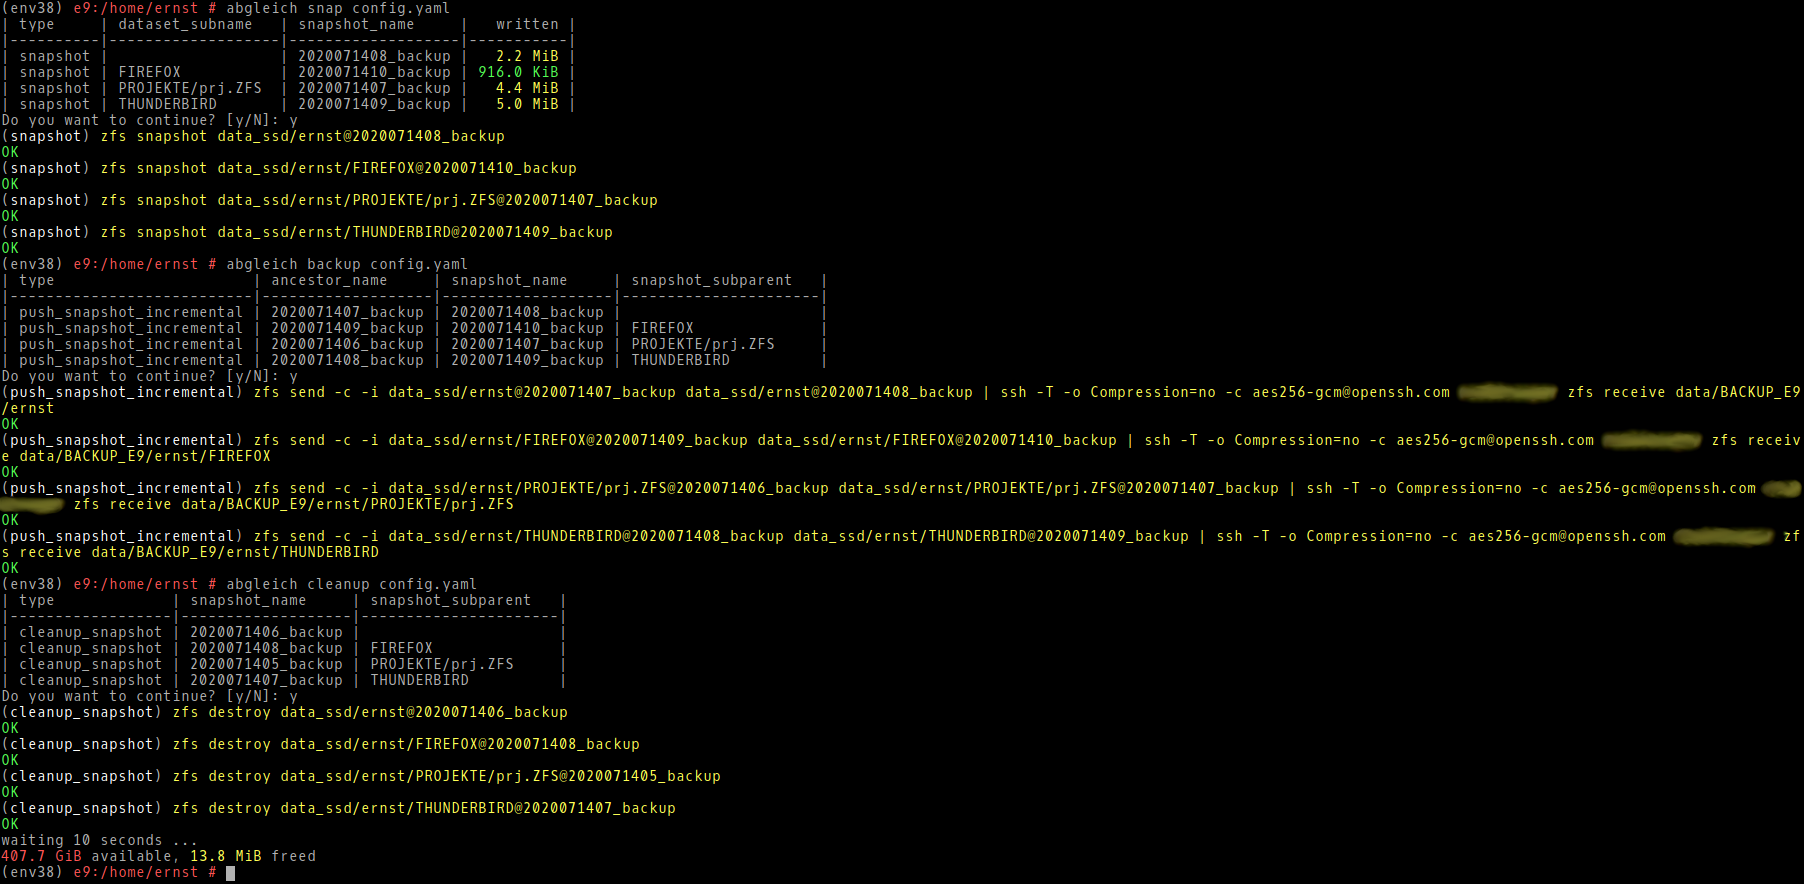 (env38) e9:/home/ernst # abgleich snap config.yaml
| type     | dataset_subname   | snapshot_name     |   written |
|----------|-------------------|-------------------|-----------|
| snapshot |                   | 2020071408_backup |   2.2 MiB |
| snapshot | FIREFOX           | 2020071410_backup | 916.0 KiB |
| snapshot | PROJEKTE/prj.ZFS  | 2020071407_backup |   4.4 MiB |
| snapshot | THUNDERBIRD       | 2020071409_backup |   5.0 MiB |
Do you want to continue? [y/N]: y
(snapshot) zfs snapshot data_ssd/ernst@2020071408_backup
OK
(snapshot) zfs snapshot data_ssd/ernst/FIREFOX@2020071410_backup
OK
(snapshot) zfs snapshot data_ssd/ernst/PROJEKTE/prj.ZFS@2020071407_backup
OK
(snapshot) zfs snapshot data_ssd/ernst/THUNDERBIRD@2020071409_backup
OK
(env38) e9:/home/ernst # abgleich backup config.yaml
| type                      | ancestor_name     | snapshot_name     | snapshot_subparent   |
|---------------------------|-------------------|-------------------|----------------------|
| push_snapshot_incremental | 2020071407_backup | 2020071408_backup |                      |
| push_snapshot_incremental | 2020071409_backup | 2020071410_backup | FIREFOX              |
| push_snapshot_incremental | 2020071406_backup | 2020071407_backup | PROJEKTE/prj.ZFS     |
| push_snapshot_incremental | 2020071408_backup | 2020071409_backup | THUNDERBIRD          |
Do you want to continue? [y/N]: y
(push_snapshot_incremental) zfs send -c -i data_ssd/ernst@2020071407_backup data_ssd/ernst@2020071408_backup | ssh -T -o Compression=no -c aes256-gcm@openssh.com zfs receive data/BACKUP_E9
/ernst
OK
(push_snapshot_incremental) zfs send -c -i data_ssd/ernst/FIREFOX@2020071409_backup data_ssd/ernst/FIREFOX@2020071410_backup | ssh -T -o Compression=no -c aes256-gcm@openssh.com zfs receiv
e data/BACKUP_E9/ernst/FIREFOX
OK
(push_snapshot_incremental) zfs send -c -i data_ssd/ernst/PROJEKTE/prj.ZFS@2020071406_backup data_ssd/ernst/PROJEKTE/prj.ZFS@2020071407_backup | ssh -T -o Compression=no -c aes256-gcm@openssh.com
zfs receive data/BACKUP_E9/ernst/PROJEKTE/prj.ZFS
OK
(push_snapshot_incremental) zfs send -c -i data_ssd/ernst/THUNDERBIRD@2020071408_backup data_ssd/ernst/THUNDERBIRD@2020071409_backup | ssh -T -o Compression=no -c aes256-gcm@openssh.com zf
s receive data/BACKUP_E9/ernst/THUNDERBIRD
OK
(env38) e9:/home/ernst # abgleich cleanup config.yaml
| type             | snapshot_name     | snapshot_subparent   |
|------------------|-------------------|----------------------|
| cleanup_snapshot | 2020071406_backup |                      |
| cleanup_snapshot | 2020071408_backup | FIREFOX              |
| cleanup_snapshot | 2020071405_backup | PROJEKTE/prj.ZFS     |
| cleanup_snapshot | 2020071407_backup | THUNDERBIRD          |
Do you want to continue? [y/N]: y
(cleanup_snapshot) zfs destroy data_ssd/ernst@2020071406_backup
OK
(cleanup_snapshot) zfs destroy data_ssd/ernst/FIREFOX@2020071408_backup
OK
(cleanup_snapshot) zfs destroy data_ssd/ernst/PROJEKTE/prj.ZFS@2020071405_backup
OK
(cleanup_snapshot) zfs destroy data_ssd/ernst/THUNDERBIRD@2020071407_backup
OK
waiting 10 seconds ...
407.7 GiB available, 13.8 MiB freed
(env38) e9:/home/ernst #